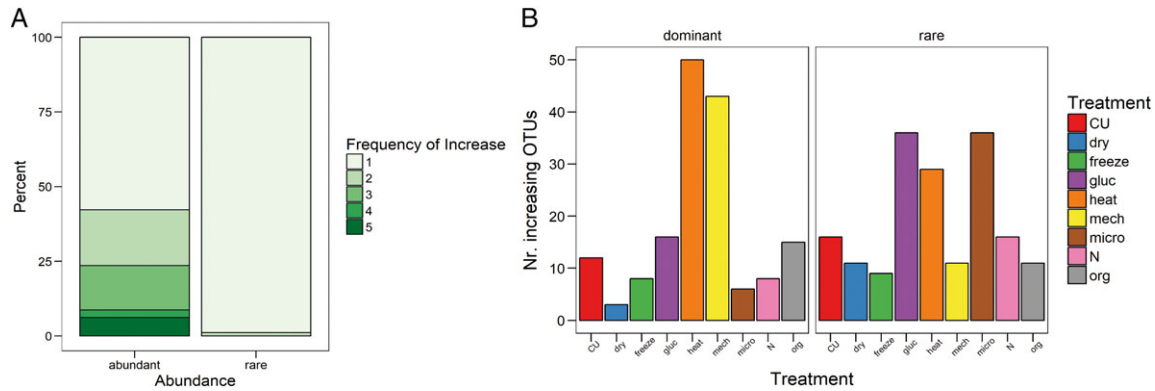 A
100
75
50
25
0
Percent
abundant
rare
Abundance
Frequency of Increase
1
2
3
4
5
B
dominant
rare
50
40
30
20
10
0
Nr. increasing OTUs
CU
dry
freeze
gluc
heat
mech
micro
N
org
CU
dry
freeze
gluc
heat
mech
micro
N
org
Treatment
Treatment
CU
dry
freeze
gluc
heat
mech
micro
N
org